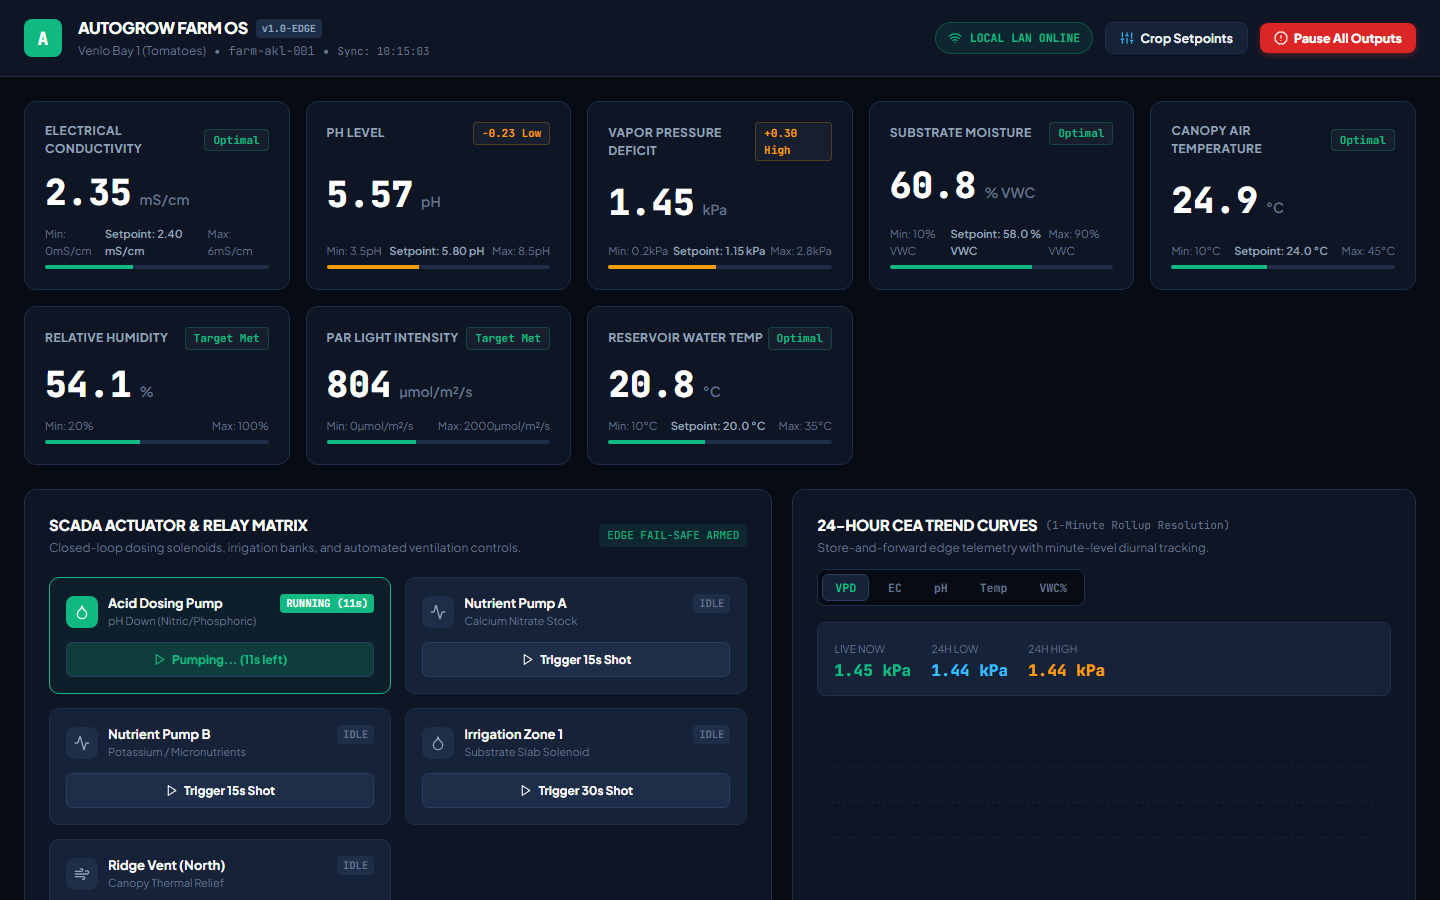 A
AUTOGROW FARM OS v1.0-EDGE
Venlo Bay 1 (Tomatoes) • farm-akl-001 • Sync: 10:15:03
LOCAL LAN ONLINE
Crop Setpoints
Pause All Outputs
ELECTRICAL CONDUCTIVITY
Optimal
2.35 mS/cm
Min: 0mS/cm Setpoint: 2.40 mS/cm Max: 6mS/cm
PH LEVEL
-0.23 Low
5.57 pH
Min: 3.5pH Setpoint: 5.80 pH Max: 8.5pH
VAPOR PRESSURE DEFICIT
+0.30 High
1.45 kPa
Min: 0.2kPa Setpoint: 1.15 kPa Max: 2.8kPa
SUBSTRATE MOISTURE
Optimal
60.8 % VWC
Min: 10% VWC Setpoint: 58.0 % VWC Max: 90% VWC
CANOPY AIR TEMPERATURE
Optimal
24.9 °C
Min: 10°C Setpoint: 24.0 °C Max: 45°C
RELATIVE HUMIDITY
Target Met
54.1 %
Min: 20% Max: 100%
PAR LIGHT INTENSITY
Target Met
804 µmol/m²/s
Min: 0µmol/m²/s Max: 2000µmol/m²/s
RESERVOIR WATER TEMP
Optimal
20.8 °C
Min: 10°C Setpoint: 20.0 °C Max: 35°C
SCADA ACTUATOR & RELAY MATRIX
Closed-loop dosing solenoids, irrigation banks, and automated ventilation controls.
EDGE FAIL-SAFE ARMED
Acid Dosing Pump
RUNNING (11s)
pH Down (Nitric/Phosphoric)
Pumping... (11s left)
Nutrient Pump A
IDLE
Calcium Nitrate Stock
Trigger 15s Shot
Nutrient Pump B
IDLE
Potassium / Micronutrients
Trigger 15s Shot
Irrigation Zone 1
IDLE
Substrate Slab Solenoid
Trigger 30s Shot
Ridge Vent (North)
IDLE
Canopy Thermal Relief
24-HOUR CEA TREND CURVES (1-Minute Rollup Resolution)
Store-and-forward edge telemetry with minute-level diurnal tracking.
VPD EC pH Temp VWC%
LIVE NOW 24H LOW 24H HIGH
1.45 kPa 1.44 kPa 1.44 kPa